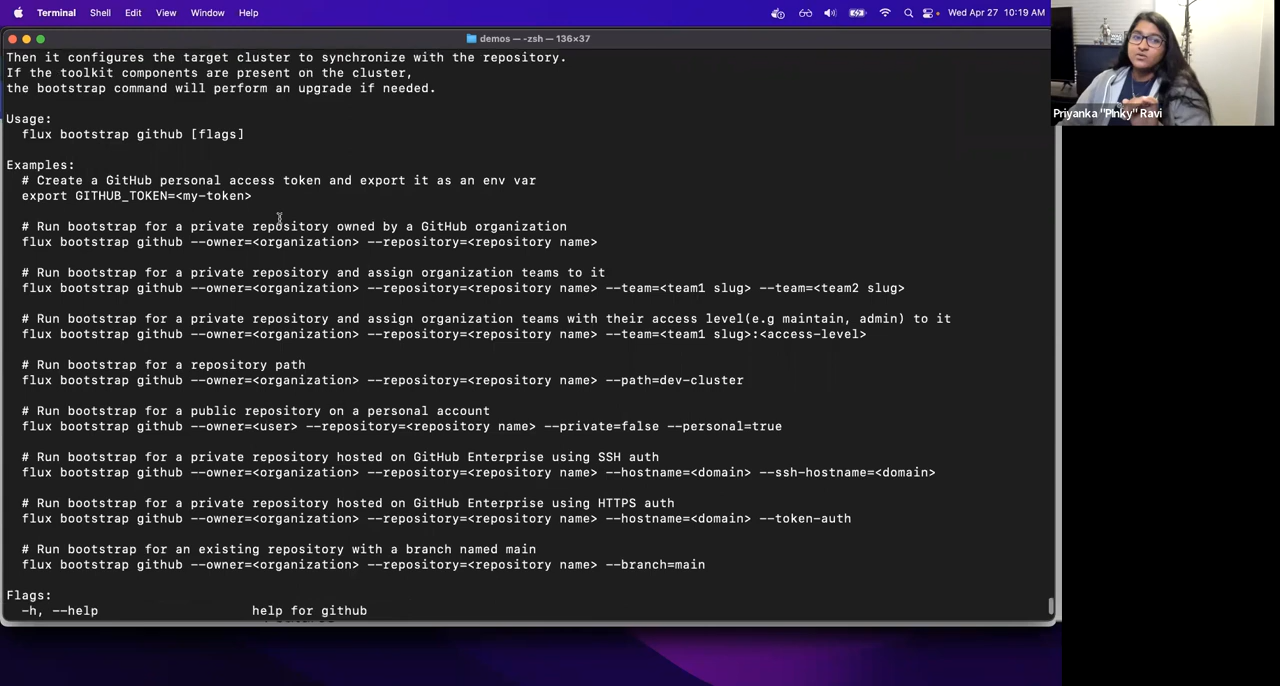 Terminal Shell Edit View Window Help Wed Apr 27 10:19 AM
demos — -zsh — 136×37
Then it configures the target cluster to synchronize with the repository.
If the toolkit components are present on the cluster,
the bootstrap command will perform an upgrade if needed.
Usage:
flux bootstrap github [flags]
Examples:
# Create a GitHub personal access token and export it as an env var
export GITHUB_TOKEN=<my-token>
# Run bootstrap for a private repository owned by a GitHub organization
flux bootstrap github --owner=<organization> --repository=<repository name>
# Run bootstrap for a private repository and assign organization teams to it
flux bootstrap github --owner=<organization> --repository=<repository name> --team=<team1 slug> --team=<team2 slug>
# Run bootstrap for a private repository and assign organization teams with their access level(e.g maintain, admin) to it
flux bootstrap github --owner=<organization> --repository=<repository name> --team=<team1 slug>:<access-level>
# Run bootstrap for a repository path
flux bootstrap github --owner=<organization> --repository=<repository name> --path=dev-cluster
# Run bootstrap for a public repository on a personal account
flux bootstrap github --owner=<user> --repository=<repository name> --private=false --personal=true
# Run bootstrap for a private repository hosted on GitHub Enterprise using SSH auth
flux bootstrap github --owner=<organization> --repository=<repository name> --hostname=<domain> --ssh-hostname=<domain>
# Run bootstrap for a private repository hosted on GitHub Enterprise using HTTPS auth
flux bootstrap github --owner=<organization> --repository=<repository name> --hostname=<domain> --token-auth
# Run bootstrap for an existing repository with a branch named main
flux bootstrap github --owner=<organization> --repository=<repository name> --branch=main
Flags:
-h, --help help for github
Priyanka "Pinky" Ravi